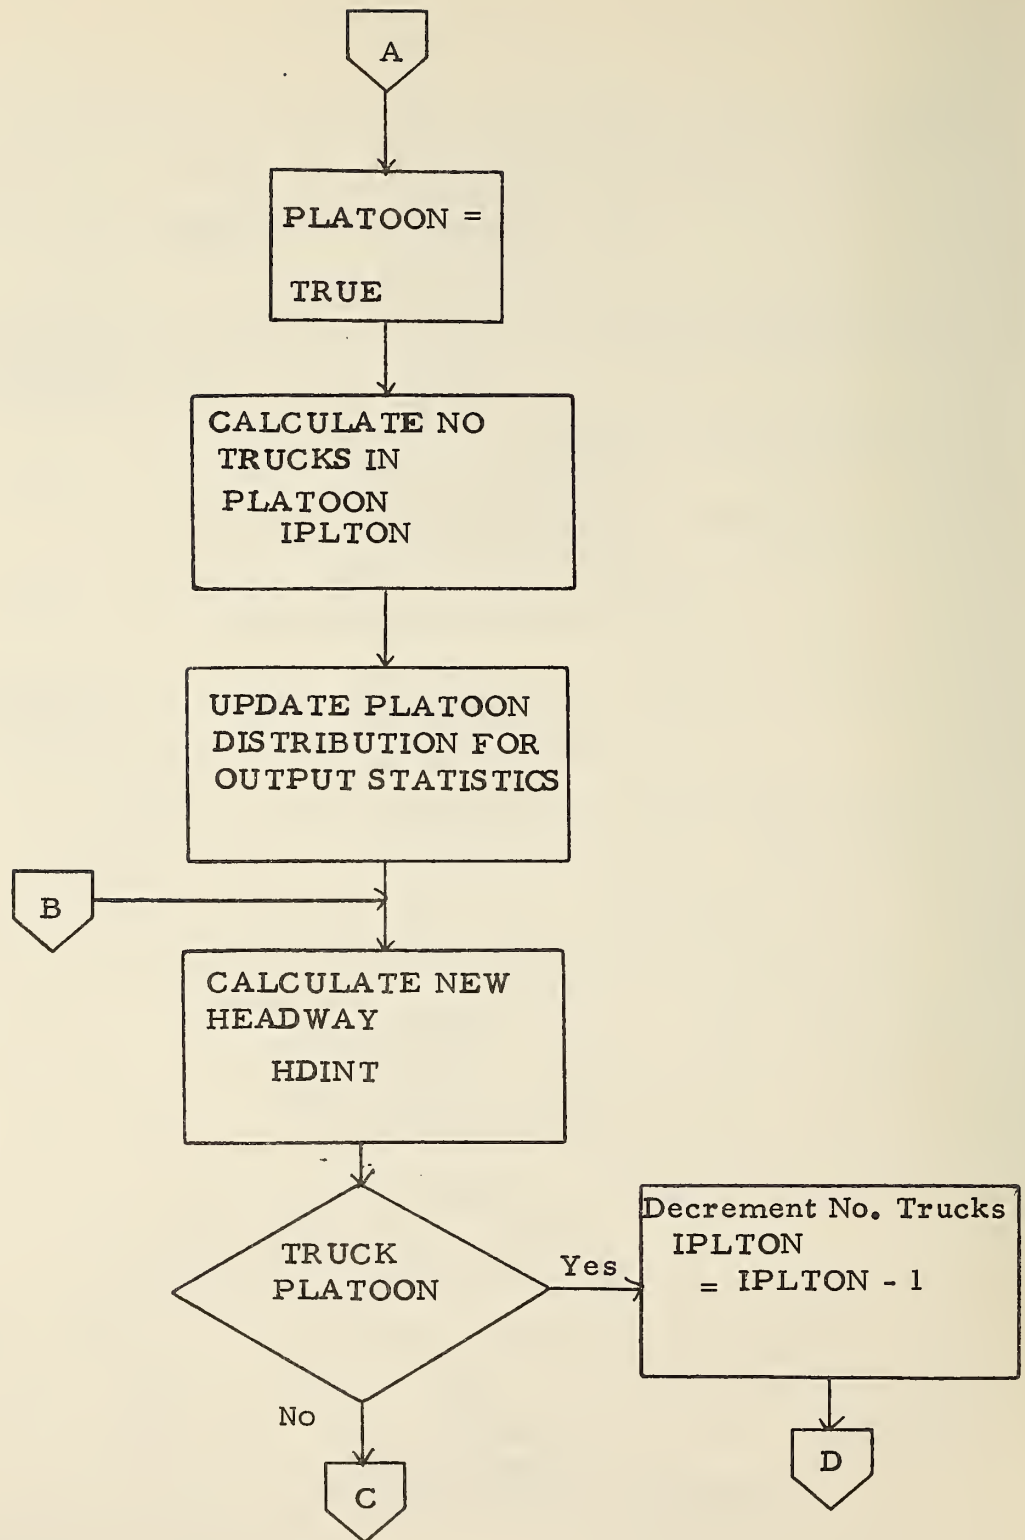 A
PLATOON =
TRUE
CALCULATE NO
TRUCKS IN
PLATOON
IPLTON
UPDATE PLATOON
DISTRIBUTION FOR
OUTPUT STATISTICS
B
CALCULATE NEW
HEADWAY
HDINT
TRUCK
PLATOON
Yes
Decrement No. Trucks
IPLTON
= IPLTON - 1
No
C
D